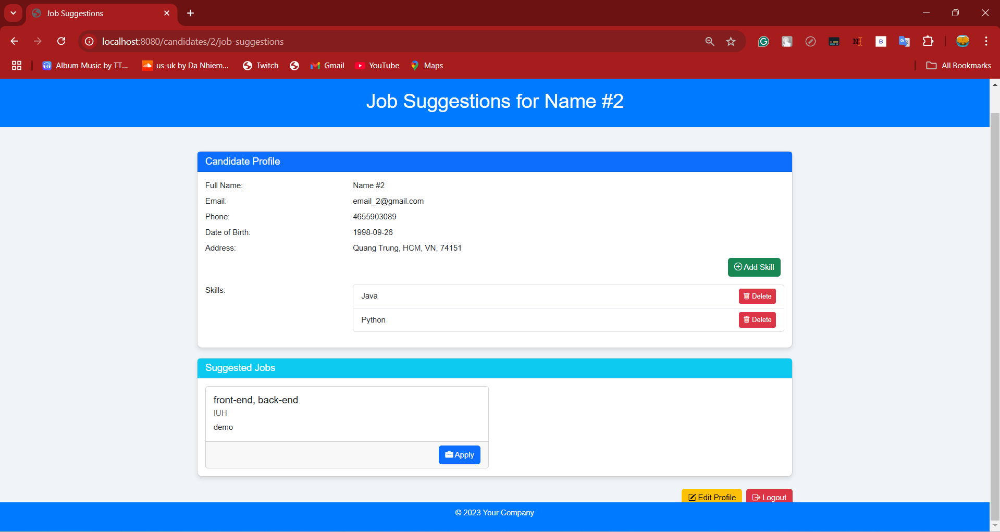 Job Suggestions
localhost:8080/candidates/2/job-suggestions
Album Music by TT... us-uk by Da Nhiem... Twitch Gmail YouTube Maps All Bookmarks
Job Suggestions for Name #2
Candidate Profile
Full Name: Name #2
Email: email_2@gmail.com
Phone: 4655903089
Date of Birth: 1998-09-26
Address: Quang Trung, HCM, VN, 74151
Add Skill
Skills:
Java Delete
Python Delete
Suggested Jobs
front-end, back-end
IUH
demo
Apply
Edit Profile Logout
© 2023 Your Company